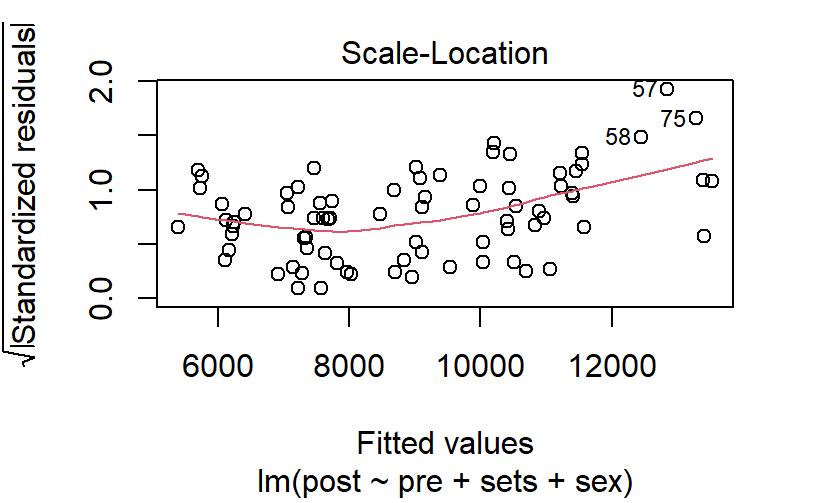 Scale-Location
√|Standardized residuals|
2.0
1.0
0.0
57
75
58
6000 8000 10000 12000
Fitted values
lm(post ~ pre + sets + sex)